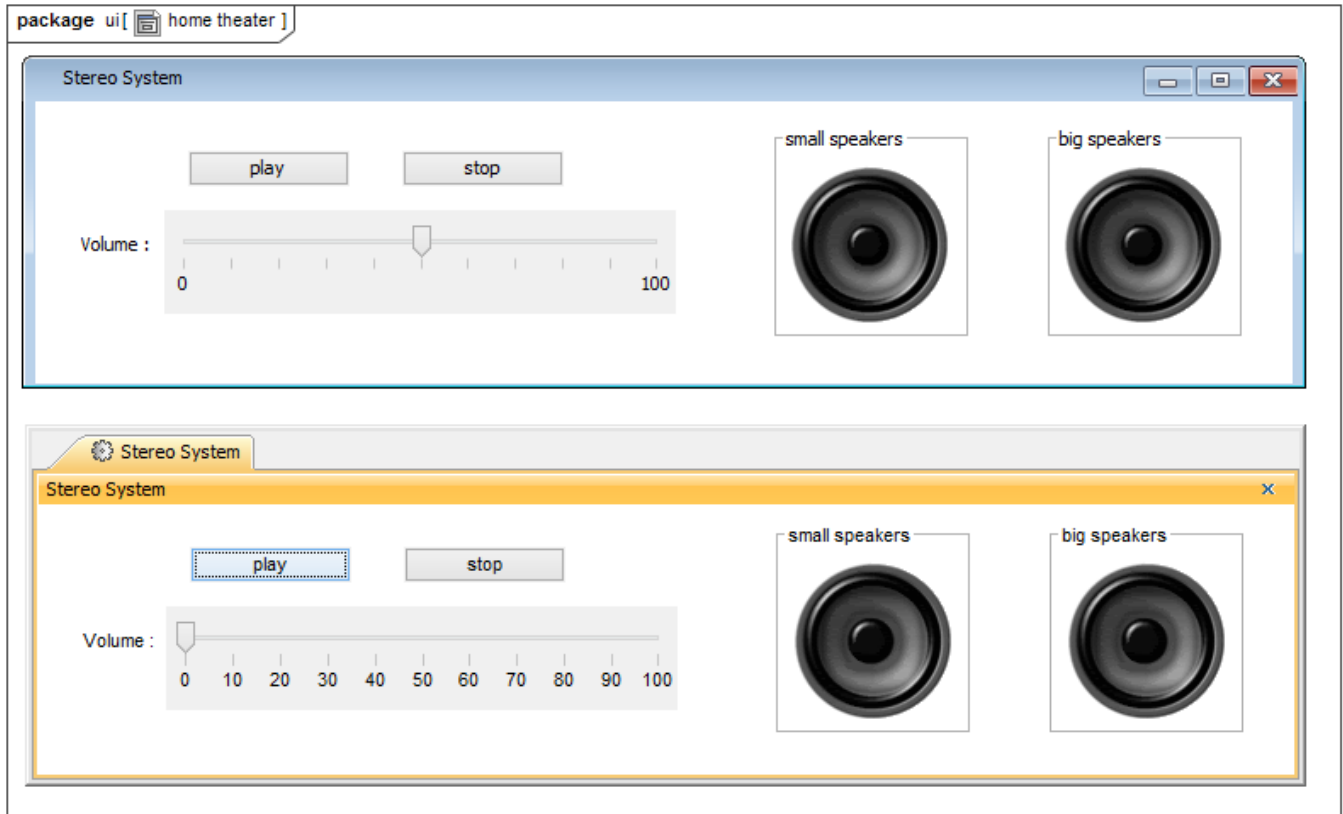 package ui[ home theater ]
Stereo System
play stop
small speakers big speakers
Volume :
0 100
Stereo System
Stereo System
play stop
small speakers big speakers
Volume :
0 10 20 30 40 50 60 70 80 90 100